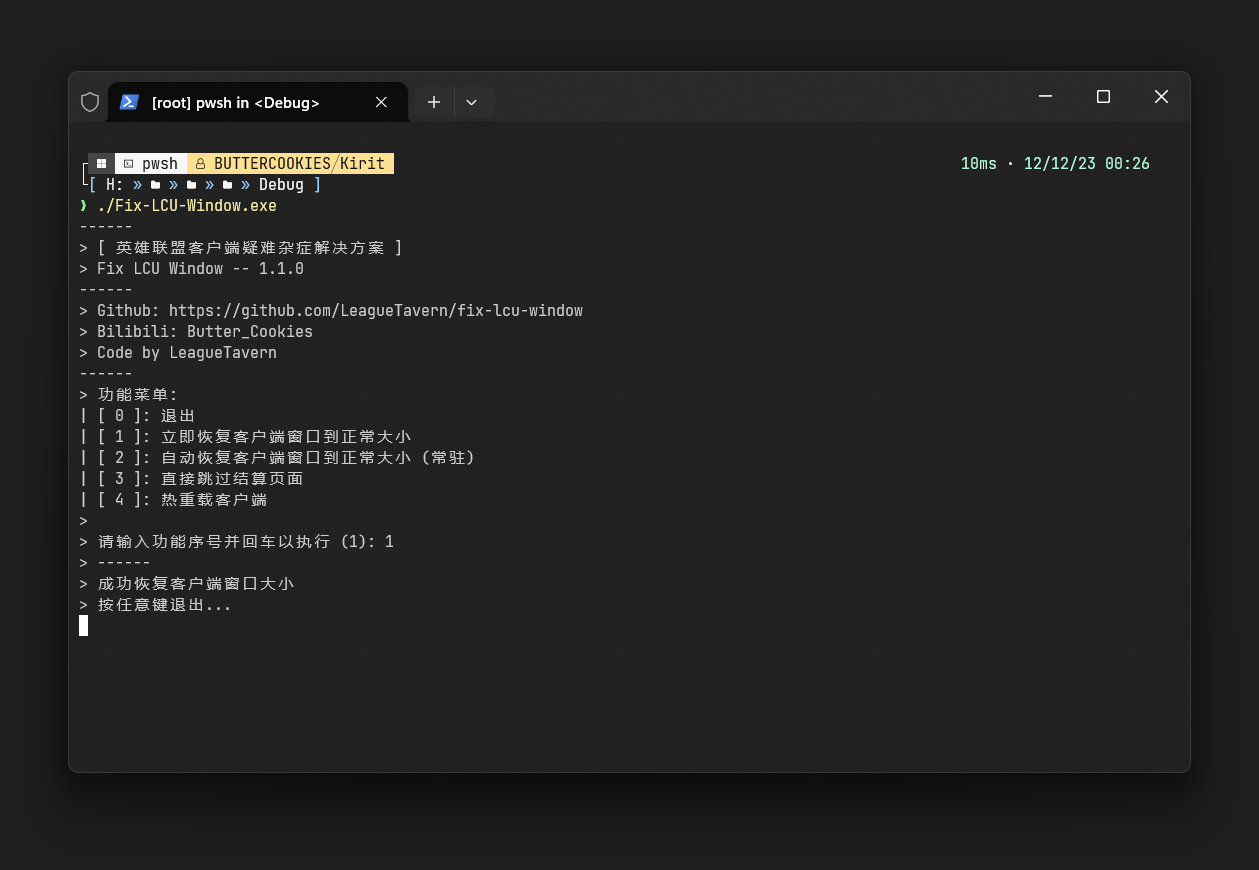 [root] pwsh in <Debug>
pwsh BUTTERCOOKIES/Kirit 10ms · 12/12/23 00:26
[ H: » » » » Debug ]
❯ ./Fix-LCU-Window.exe
------
> [ 英雄联盟客户端疑难杂症解决方案 ]
> Fix LCU Window -- 1.1.0
------
> Github: https://github.com/LeagueTavern/fix-lcu-window
> Bilibili: Butter_Cookies
> Code by LeagueTavern
------
> 功能菜单:
| [ 0 ]: 退出
| [ 1 ]: 立即恢复客户端窗口到正常大小
| [ 2 ]: 自动恢复客户端窗口到正常大小 (常驻)
| [ 3 ]: 直接跳过结算页面
| [ 4 ]: 热重载客户端
>
> 请输入功能序号并回车以执行 (1): 1
> ------
> 成功恢复客户端窗口大小
> 按任意键退出...